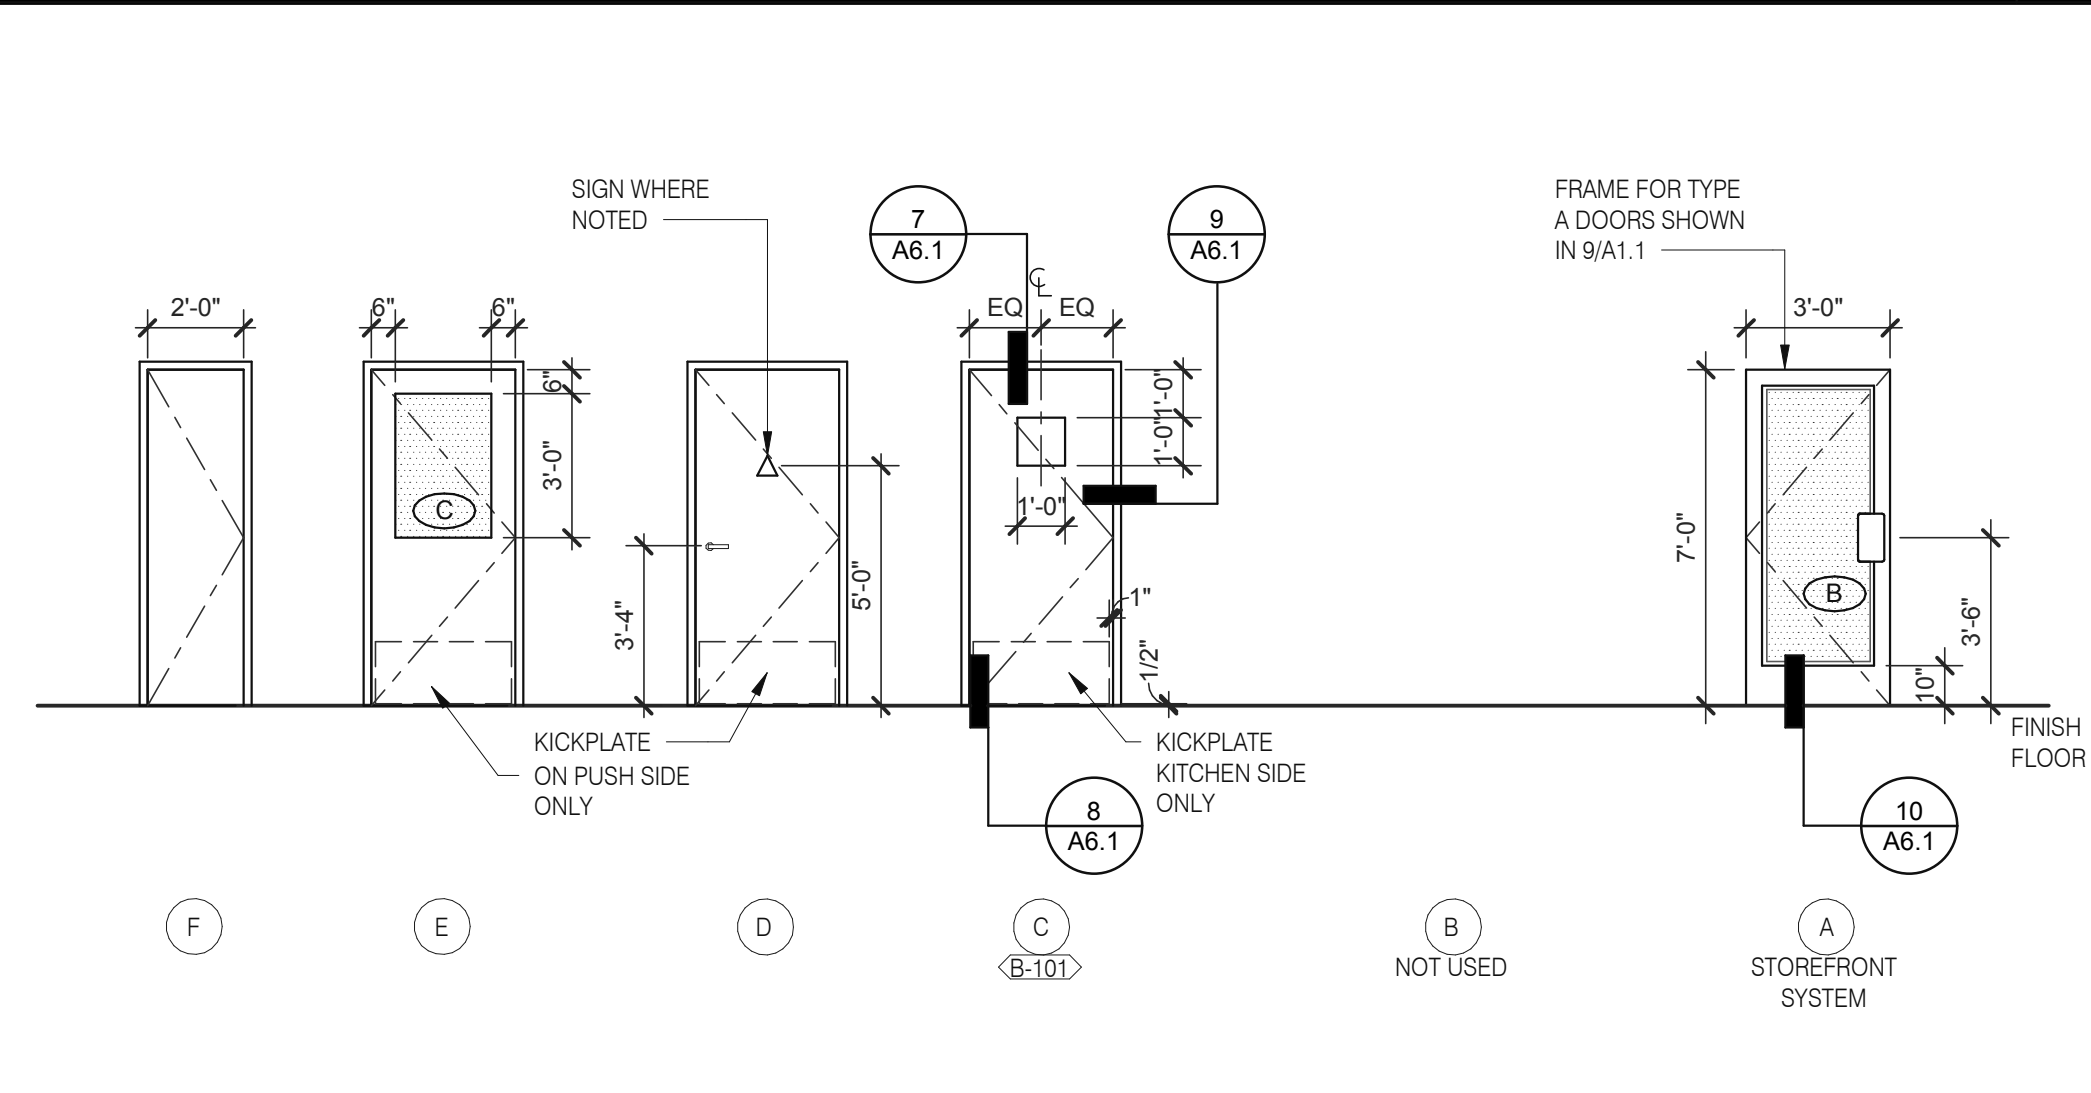 SIGN WHERE
NOTED
7
A6.1
9
A6.1
FRAME FOR TYPE
A DOORS SHOWN
IN 9/A1.1
2'-0"
6"
6"
6"
3'-0"
C
3'-4"
5'-0"
EQ
EQ
1'-0"
1'-0"
1'-0"
1"
1/2"
3'-0"
7'-0"
B
3'-6"
10"
FINISH
FLOOR
KICKPLATE
ON PUSH SIDE
ONLY
KICKPLATE
KITCHEN SIDE
ONLY
8
A6.1
10
A6.1
F
E
D
C
B-101
B
NOT USED
A
STOREFRONT
SYSTEM